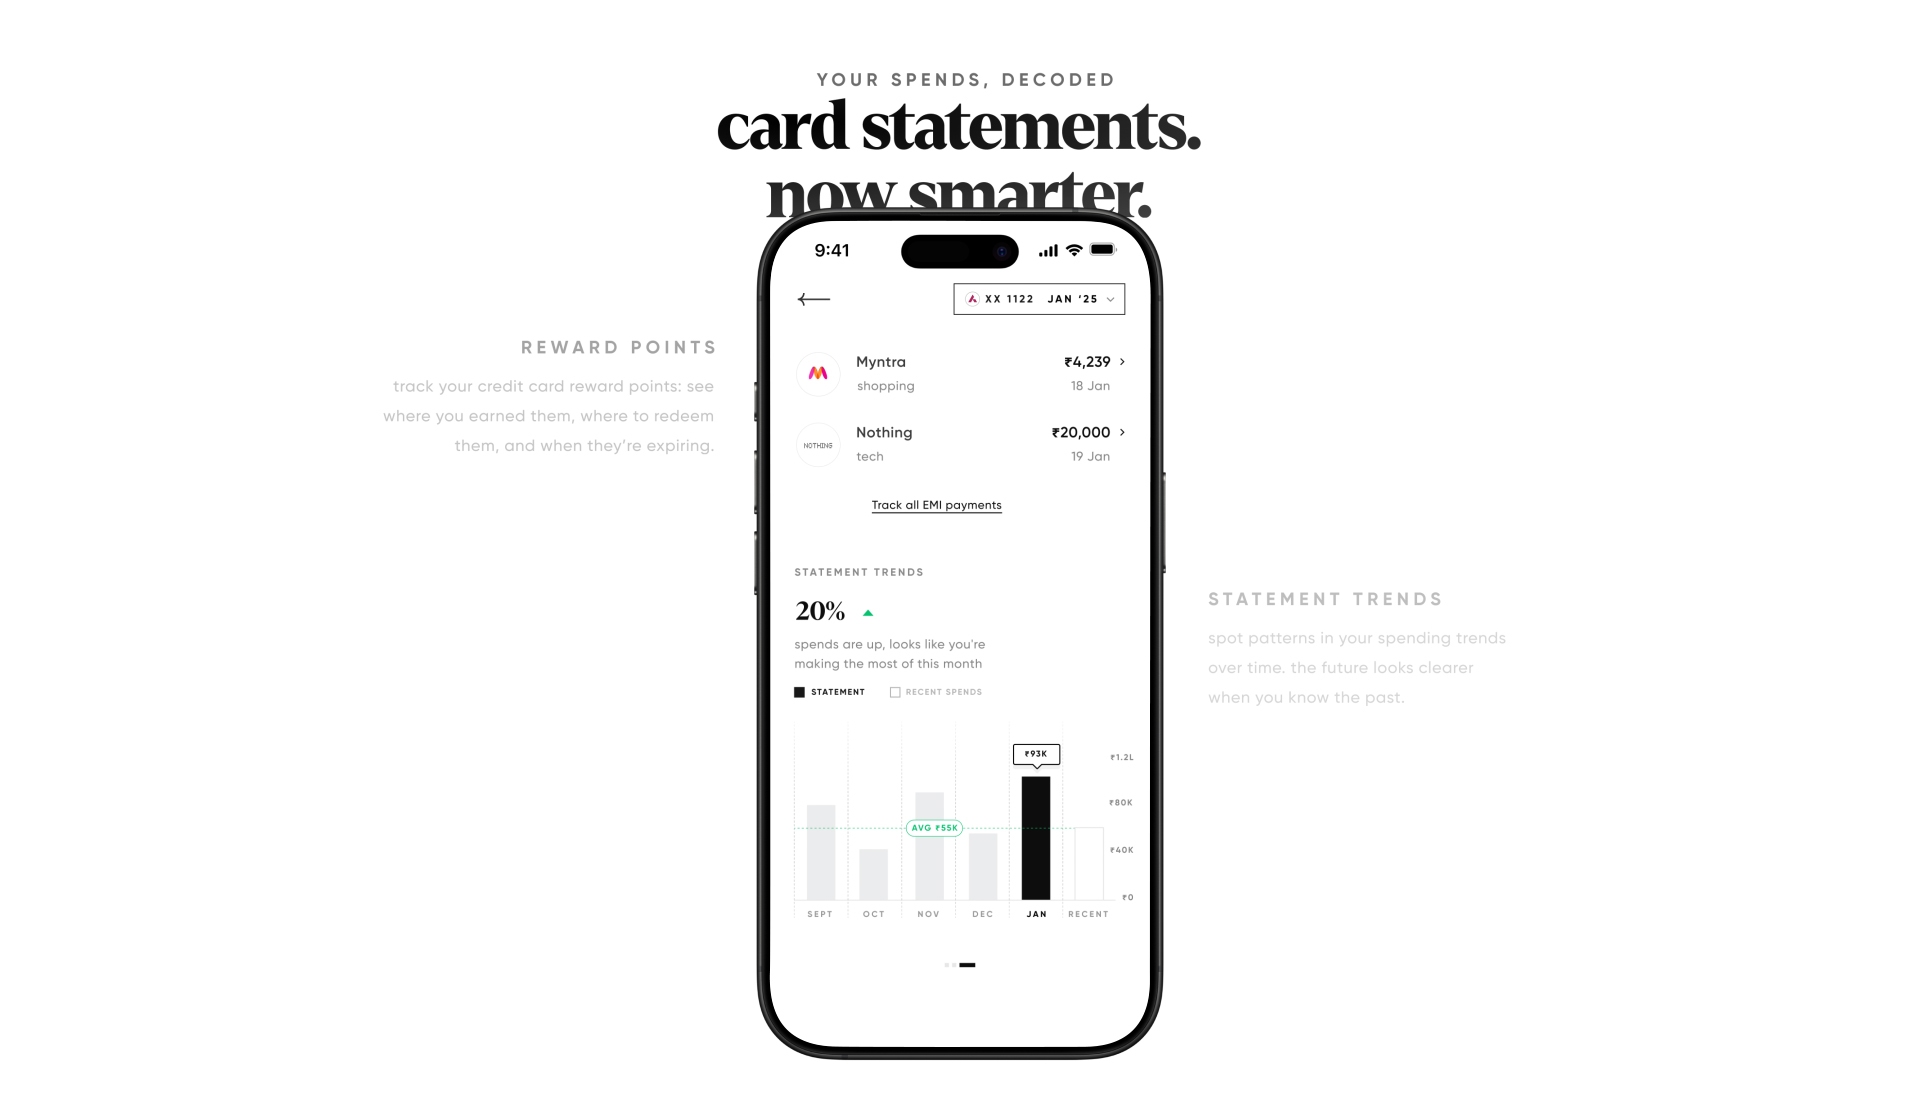 YOUR SPENDS, DECODED
card statements.
now smarter.
9:41
XX 1122 JAN ‘25
REWARD POINTS
track your credit card reward points: see
where you earned them, where to redeem
them, and when they’re expiring.
Myntra ₹4,239
shopping 18 Jan
NOTHING
Nothing ₹20,000
tech 19 Jan
Track all EMI payments
STATEMENT TRENDS
20%
spends are up, looks like you're
making the most of this month
STATEMENT RECENT SPENDS
₹93K
₹1.2L
₹80K
AVG ₹55K
₹40K
₹0
SEPT OCT NOV DEC JAN RECENT
STATEMENT TRENDS
spot patterns in your spending trends
over time. the future looks clearer
when you know the past.